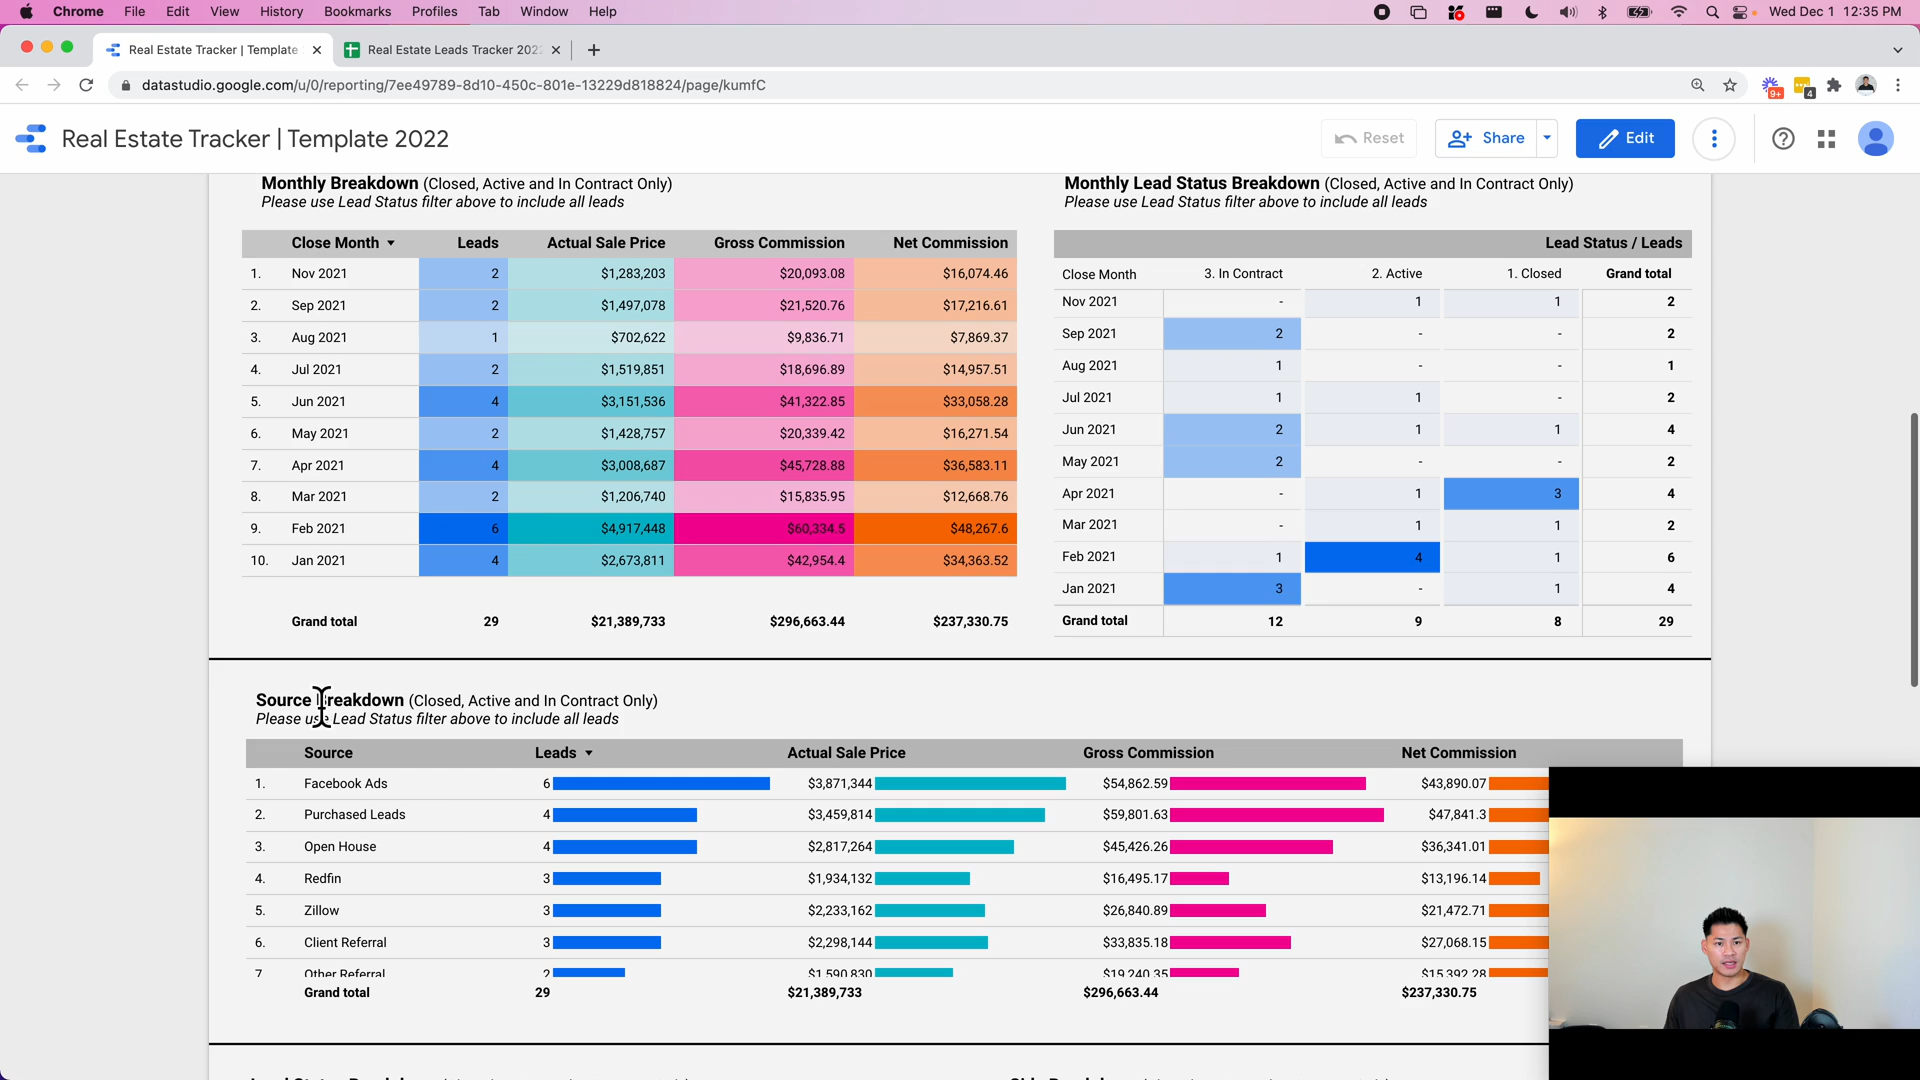 Chrome File Edit View History Bookmarks Profiles Tab Window Help Wed Dec 1 12:35 PM
Real Estate Tracker | Template Real Estate Leads Tracker 202
datastudio.google.com/u/0/reporting/7ee49789-8d10-450c-801e-13229d818824/page/kumfC 9+ 4
Real Estate Tracker | Template 2022 Reset Share Edit
Monthly Breakdown (Closed, Active and In Contract Only)
Please use Lead Status filter above to include all leads
Close Month Leads Actual Sale Price Gross Commission Net Commission
1. Nov 2021 2 $1,283,203 $20,093.08 $16,074.46
2. Sep 2021 2 $1,497,078 $21,520.76 $17,216.61
3. Aug 2021 1 $702,622 $9,836.71 $7,869.37
4. Jul 2021 2 $1,519,851 $18,696.89 $14,957.51
5. Jun 2021 4 $3,151,536 $41,322.85 $33,058.28
6. May 2021 2 $1,428,757 $20,339.42 $16,271.54
7. Apr 2021 4 $3,008,687 $45,728.88 $36,583.11
8. Mar 2021 2 $1,206,740 $15,835.95 $12,668.76
9. Feb 2021 6 $4,917,448 $60,334.5 $48,267.6
10. Jan 2021 4 $2,673,811 $42,954.4 $34,363.52
Grand total 29 $21,389,733 $296,663.44 $237,330.75
Monthly Lead Status Breakdown (Closed, Active and In Contract Only)
Please use Lead Status filter above to include all leads
Lead Status / Leads
Close Month 3. In Contract 2. Active 1. Closed Grand total
Nov 2021 - 1 1 2
Sep 2021 2 - - 2
Aug 2021 1 - - 1
Jul 2021 1 1 - 2
Jun 2021 2 1 1 4
May 2021 2 - - 2
Apr 2021 - 1 3 4
Mar 2021 - 1 1 2
Feb 2021 1 4 1 6
Jan 2021 3 - 1 4
Grand total 12 9 8 29
Source Breakdown (Closed, Active and In Contract Only)
Please use Lead Status filter above to include all leads
Source Leads Actual Sale Price Gross Commission Net Commission
1. Facebook Ads 6 $3,871,344 $54,862.59 $43,890.07
2. Purchased Leads 4 $3,459,814 $59,801.63 $47,841.3
3. Open House 4 $2,817,264 $45,426.26 $36,341.01
4. Redfin 3 $1,934,132 $16,495.17 $13,196.14
5. Zillow 3 $2,233,162 $26,840.89 $21,472.71
6. Client Referral 3 $2,298,144 $33,835.18 $27,068.15
7. Other Referral 2 $1,590,830 $19,240.35 $15,392.28
Grand total 29 $21,389,733 $296,663.44 $237,330.75